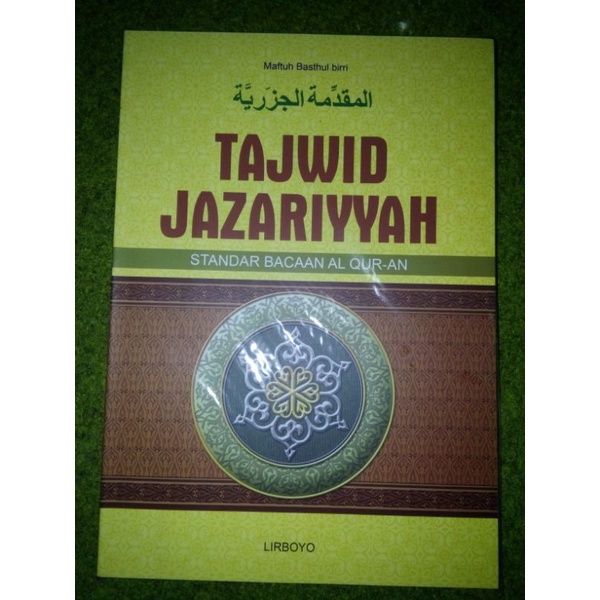 Maftuh Basthul birri
المقدِّمة الجزَريَّة
TAJWID
JAZARIYYAH
STANDAR BACAAN AL QUR-AN
LIRBOYO